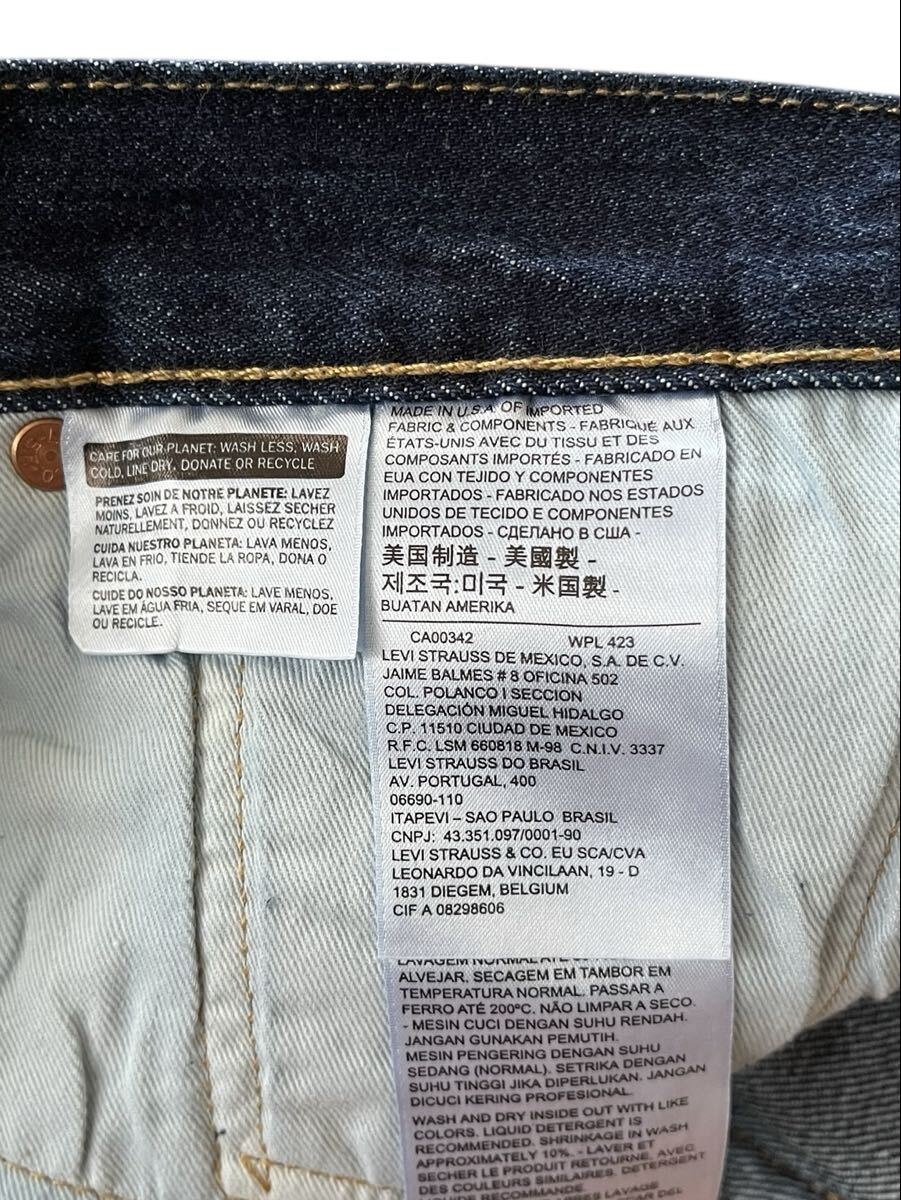 CARE FOR OUR PLANET: WASH LESS, WASH
COLD, LINE DRY, DONATE OR RECYCLE
PRENEZ SOIN DE NOTRE PLANETE: LAVEZ
MOINS, LAVEZ A FROID, LAISSEZ SECHER
NATURELLEMENT, DONNEZ OU RECYCLEZ
CUIDA NUESTRO PLANETA: LAVA MENOS,
LAVA EN FRIO, TIENDE LA ROPA, DONA O
RECICLA.
CUIDE DO NOSSO PLANETA: LAVE MENOS,
LAVE EM ÁGUA FRIA, SEQUE EM VARAL, DOE
OU RECICLE.
MADE IN U.S.A. OF IMPORTED
FABRIC & COMPONENTS - FABRIQUÉ AUX
ÉTATS-UNIS AVEC DU TISSU ET DES
COMPOSANTS IMPORTÉS - FABRICADO EN
EUA CON TEJIDO Y COMPONENTES
IMPORTADOS - FABRICADO NOS ESTADOS
UNIDOS DE TECIDO E COMPONENTES
IMPORTADOS - СДЕЛАНО В США -
美国制造 - 美國製 -
제조국:미국 - 米国製 -
BUATAN AMERIKA
CA00342 WPL 423
LEVI STRAUSS DE MEXICO, S.A. DE C.V.
JAIME BALMES # 8 OFICINA 502
COL. POLANCO I SECCION
DELEGACIÓN MIGUEL HIDALGO
C.P. 11510 CIUDAD DE MEXICO
R.F.C. LSM 660818 M-98 C.N.I.V. 3337
LEVI STRAUSS DO BRASIL
AV. PORTUGAL, 400
06690-110
ITAPEVI – SAO PAULO BRASIL
CNPJ: 43.351.097/0001-90
LEVI STRAUSS & CO. EU SCA/CVA
LEONARDO DA VINCILAAN, 19 - D
1831 DIEGEM, BELGIUM
CIF A 08298606
LAVAGEM NORMAL ATÉ
ALVEJAR. SECAGEM EM TAMBOR EM
TEMPERATURA NORMAL. PASSAR A
FERRO ATÉ 200ºC. NÃO LIMPAR A SECO.
- MESIN CUCI DENGAN SUHU RENDAH.
JANGAN GUNAKAN PEMUTIH.
MESIN PENGERING DENGAN SUHU
SEDANG (NORMAL). SETRIKA DENGAN
SUHU TINGGI JIKA DIPERLUKAN. JANGAN
DICUCI KERING PROFESIONAL.
WASH AND DRY INSIDE OUT WITH LIKE
COLORS. LIQUID DETERGENT IS
RECOMMENDED. SHRINKAGE IN WASH
APPROXIMATELY 10%. - LAVER ET
SECHER LE PRODUIT RETOURNE, AVEC
DES COULEURS SIMILAIRES. DETERGENT